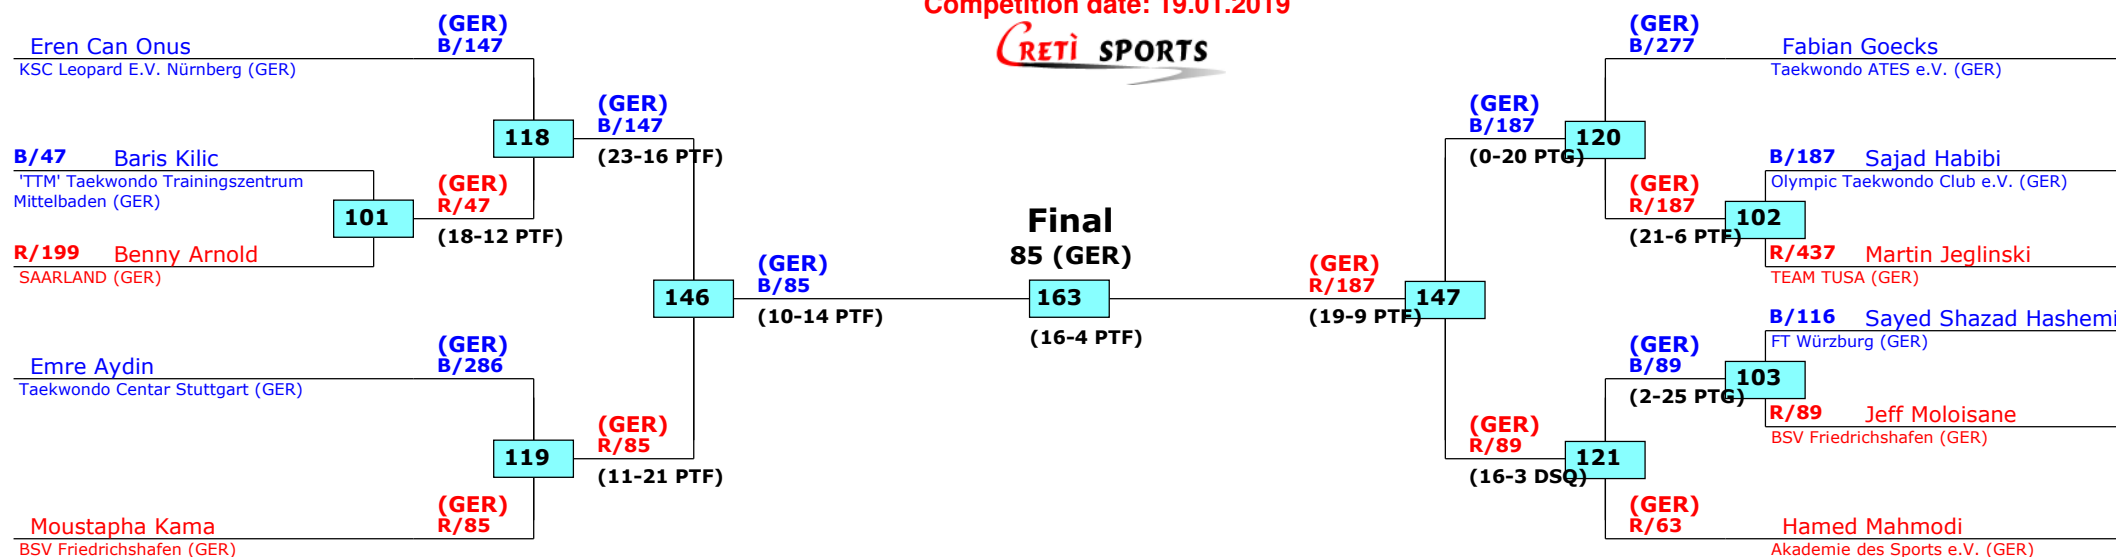 Competition date: 19.01.2019
CRETÌ SPORTS
(GER)
B/147
Eren Can Onus
KSC Leopard E.V. Nürnberg (GER)
B/47 Baris Kilic
'TTM' Taekwondo Trainingszentrum
Mittelbaden (GER)
R/199 Benny Arnold
SAARLAND (GER)
101
(GER)
R/47
(18-12 PTF)
118
(GER)
B/147
(23-16 PTF)
(GER)
B/286
Emre Aydin
Taekwondo Centar Stuttgart (GER)
(GER)
R/85
Moustapha Kama
BSV Friedrichshafen (GER)
119
(GER)
R/85
(11-21 PTF)
146
(GER)
B/85
(10-14 PTF)
Final
85 (GER)
163
(16-4 PTF)
(GER)
R/187
(19-9 PTF)
147
(GER)
B/187
(0-20 PTG)
120
(GER)
B/277
Fabian Goecks
Taekwondo ATES e.V. (GER)
(GER)
R/187
(21-6 PTF)
102
B/187 Sajad Habibi
Olympic Taekwondo Club e.V. (GER)
R/437 Martin Jeglinski
TEAM TUSA (GER)
B/116 Sayed Shazad Hashemi
FT Würzburg (GER)
(GER)
B/89
(2-25 PTG)
103
R/89 Jeff Moloisane
BSV Friedrichshafen (GER)
(GER)
R/89
(16-3 DSQ)
121
(GER)
R/63
Hamed Mahmodi
Akademie des Sports e.V. (GER)